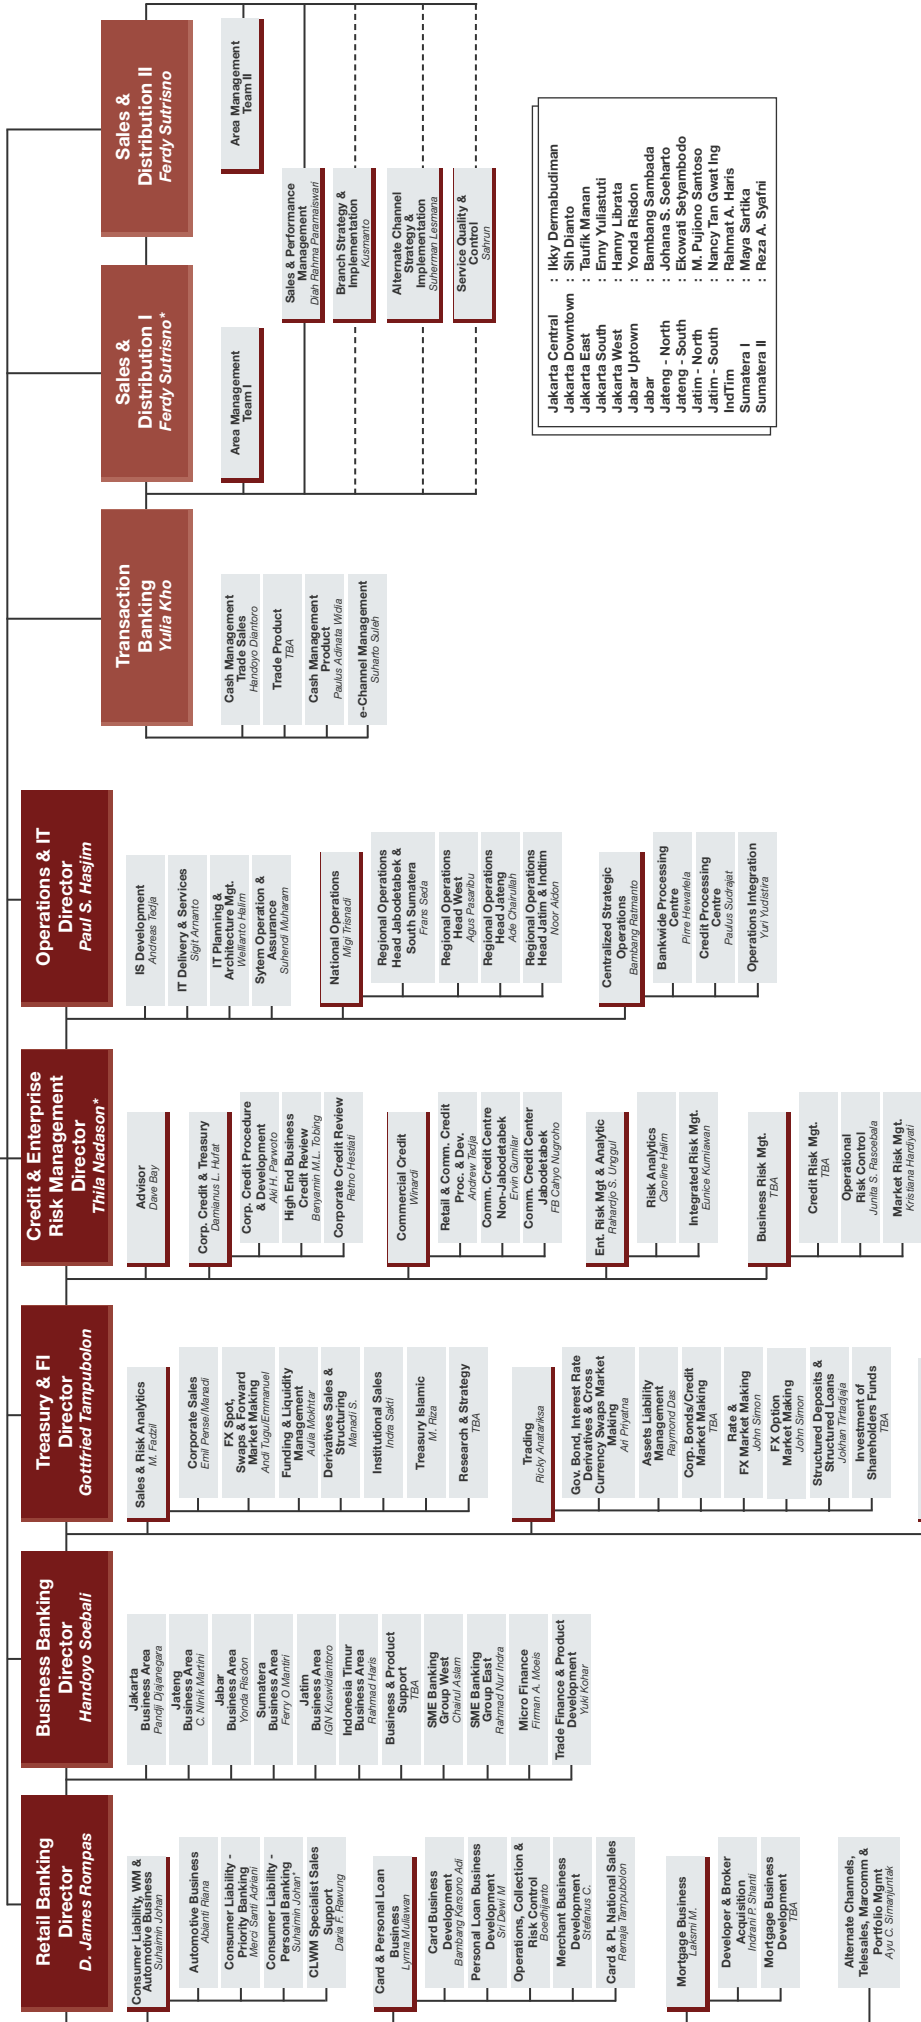 Retail Banking
Director
D. James Rompas
Consumer Liability, WM &
Automotive Business
Suhaimin Johan
Automotive Business
Abianti Riana
Consumer Liability -
Priority Banking
Merci Santi Adriani
Consumer Liability -
Personal Banking
Suhaimin Johan*
CLWM Specialist Sales
Support
Daria F. Rawung
Card & Personal Loan
Business
Lynna Muliawan
Card Business
Development
Bambang Karsono Adi
Personal Loan Business
Development
Sri Dewi M.
Operations, Collection &
Risk Control
Boedhijanto
Merchant Business
Development
Stefanus C.
Card & PL National Sales
Remaja Tampubolon
Mortgage Business
Laksmi M.
Developer & Broker
Acquisition
Indrani P. Shanti
Mortgage Business
Development
TBA
Alternate Channels,
Telesales, Marcomm &
Portfolio Mgmt
Ayu C. Simanjuntak
Business Banking
Director
Handoyo Soebali
Jakarta
Business Area
Pandji Djajanegara
Jateng
Business Area
C. Ninik Martini
Jabar
Business Area
Yonda Risdon
Sumatera
Business Area
Ferry O Mantiri
Jatim
Business Area
IGN Kuswidiantoro
Indonesia Timur
Business Area
Rahmad Haris
Business & Product
Support
TBA
SME Banking
Group West
Chairul Aslam
SME Banking
Group East
Rahmad Nur Indra
Micro Finance
Firman A. Moeis
Trade Finance & Product
Development
Yuki Kohar
Treasury & FI
Director
Gottfried Tampubolon
Sales & Risk Analytics
M. Fadzil
Corporate Sales
Emil Pense/Manadi
FX Spot,
Swaps & Forward
Market Making
Andi Tugu/Emmanuel
Funding & Liquidity
Management
Aulia Mokhtar
Derivatives Sales &
Structuring
Manadi S.
Institutional Sales
Indra Sakti
Treasury Islamic
M. Riza
Research & Strategy
TBA
Trading
Ricky Anatariksa
Gov. Bond, Interest Rate
Derivatives & Cross
Currency Swaps Market
Making
Ari Priyatna
Assets Liability
Management
Raymond Das
Corp. Bonds/Credit
Market Making
TBA
Rate &
FX Market Making
John Simon
FX Option
Market Making
John Simon
Structured Deposits &
Structured Loans
Jokhan Tirtadjaja
Investment of
Shareholders Funds
TBA
Credit & Enterprise
Risk Management
Director
Thila Nadason*
Advisor
Dave Bay
Corp. Credit & Treasury
Damianus L. Hufat
Corp. Credit Procedure
& Development
Aki H. Parwoto
High End Business
Credit Review
Benyamin M.L. Tobing
Corporate Credit Review
Retno Hestiati
Commercial Credit
Winardi
Retail & Comm. Credit
Proc. & Dev.
Andrew Tedja
Comm. Credit Centre
Non-Jabodetabek
Ervin Gumilar
Comm. Credit Center
Jabodetabek
FB Cahyo Nugroho
Ent. Risk Mgt & Analytic
Rahardjo S. Unggul
Risk Analytics
Caroline Halim
Integrated Risk Mgt.
Eunice Kurniawan
Business Risk Mgt.
TBA
Credit Risk Mgt.
TBA
Operational
Risk Control
Junita S. Rasoebala
Market Risk Mgt.
Kristiana Hardiyati
Operations & IT
Director
Paul S. Hasjim
IS Development
Andreas Tedja
IT Delivery & Services
Sigit Arrianto
IT Planning &
Architecture Mgt.
Wellianto Halim
Sytem Operation &
Assurance
Suhendi Muharam
National Operations
Migi Trisnadi
Regional Operations
Head Jabodetabek &
South Sumatera
Frans Seda
Regional Operations
Head West
Agus Pasaribu
Regional Operations
Head Jateng
Ade Chairullah
Regional Operations
Head Jatim & Indtim
Noor Aidon
Centralized Strategic
Operations
Bambang Ratmanto
Bankwide Processing
Centre
Pirre Hewarlela
Credit Processing
Centre
Paulus Sudrajat
Operations Integration
Yuri Yudistira
Transaction
Banking
Yulia Kho
Cash Management
Trade Sales
Handoyo Diantoro
Trade Product
TBA
Cash Management
Product
Paulus Adinata Widia
e-Channel Management
Suharto Suleh
Sales &
Distribution I
Ferdy Sutrisno*
Area Management
Team I
Sales &
Distribution II
Ferdy Sutrisno
Area Management
Team II
Sales & Performance
Management
Diah Rahma Paramaiswari
Branch Strategy &
Implementation
Kusmanto
Alternate Channel
Strategy &
Implementation
Suherman Lesmana
Service Quality &
Control
Sahrun
Jakarta Central : Ikky Dermabudiman
Jakarta Downtown : Sih Dianto
Jakarta East : Taufik Manan
Jakarta South : Enny Yuliastuti
Jakarta West : Hanny Librata
Jabar Uptown : Yonda Risdon
Jabar : Bambang Sambada
Jateng - North : Johana S. Soeharto
Jateng - South : Ekowati Setyambodo
Jatim - North : M. Pujiono Santoso
Jatim - South : Nancy Tan Gwat Ing
IndTim : Rahmat A. Haris
Sumatera I : Maya Sartika
Sumatera II : Reza A. Syafni